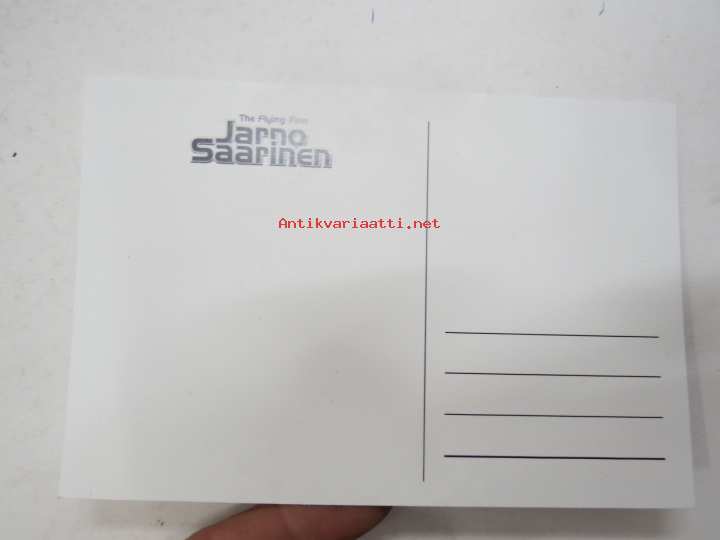 The Flying Finn
Jarno
Saarinen
Antikvariaatti.net